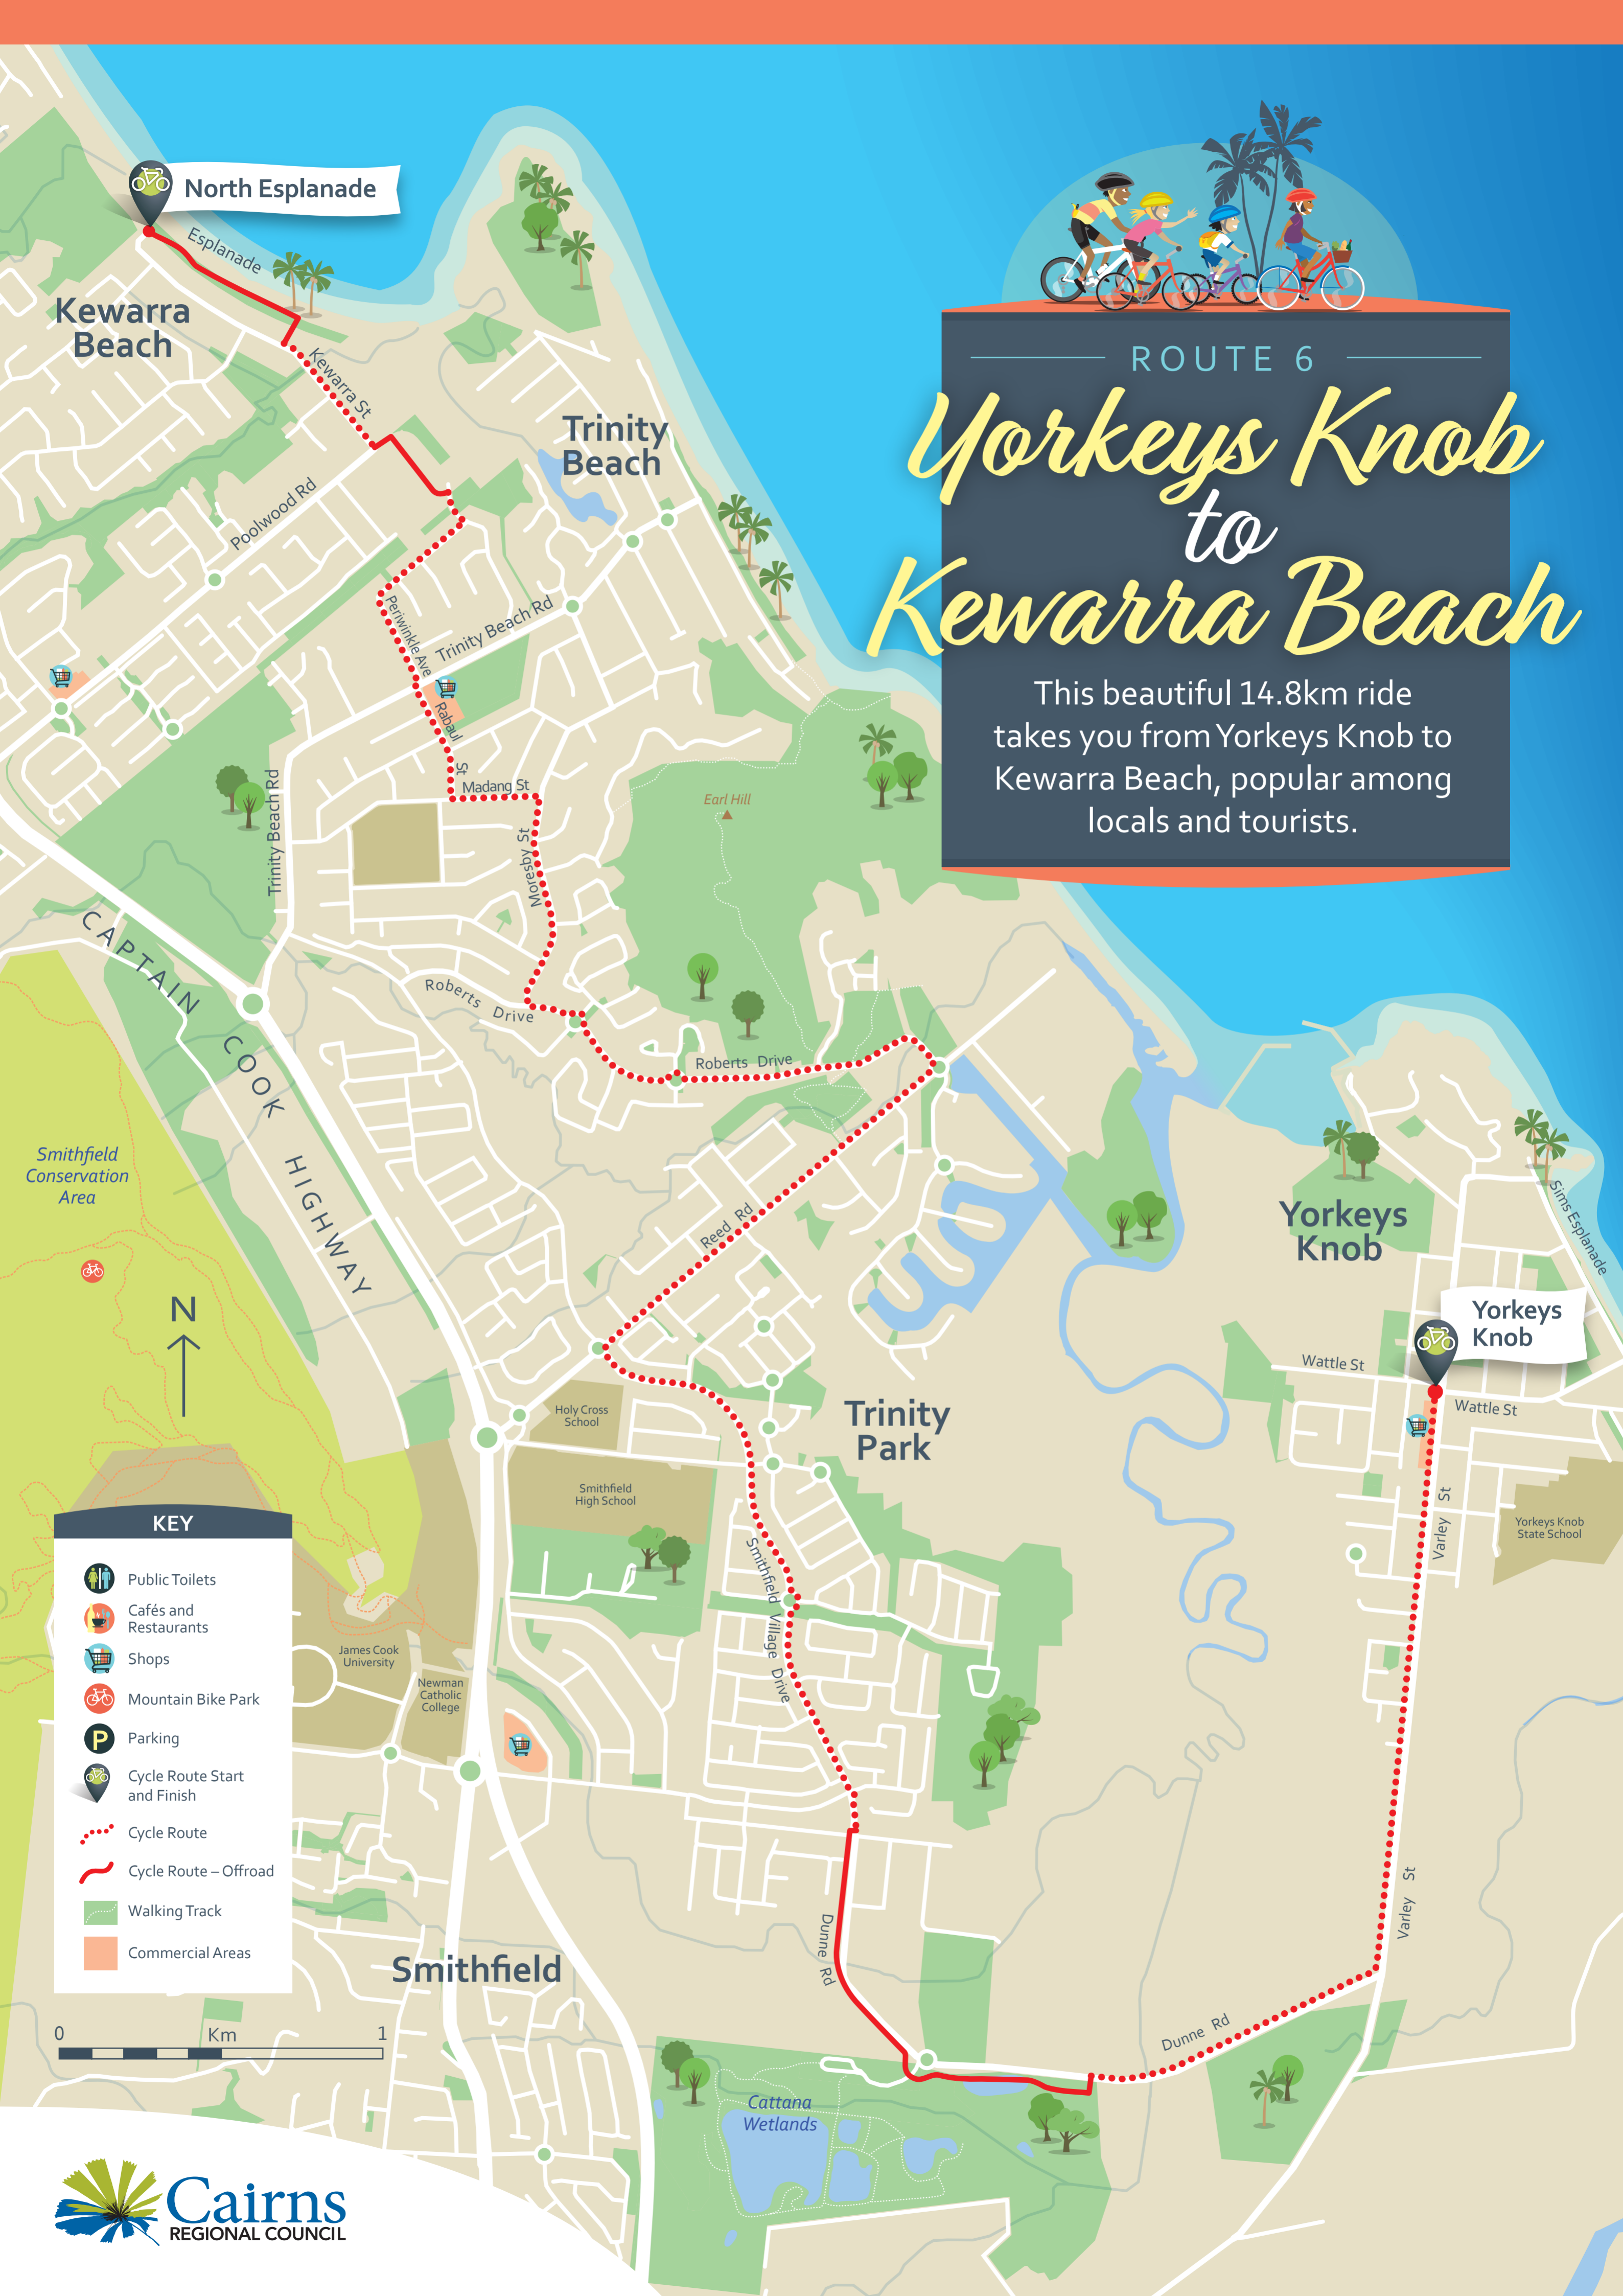 North Esplanade
Esplanade
Kewarra
Beach
Kewarra St
Trinity
Beach
Poolwood Rd
Periwinkle Ave
Trinity Beach Rd
Rabaul
St
Madang St
Moresby St
Trinity Beach Rd
Earl Hill
ROUTE 6
Yorkeys Knob
to
Kewarra Beach
This beautiful 14.8km ride
takes you from Yorkeys Knob to
Kewarra Beach, popular among
locals and tourists.
CAPTAIN
COOK
HIGHWAY
Roberts
Drive
Roberts Drive
Smithfield
Conservation
Area
Reed Rd
N
Yorkeys
Knob
Sims Esplanade
Yorkeys
Knob
Wattle St
Wattle St
Varley St
Yorkeys Knob
State School
Holy Cross
School
Trinity
Park
Smithfield
High School
Smithfield Village Drive
James Cook
University
Newman
Catholic
College
KEY
Public Toilets
Cafés and
Restaurants
Shops
Mountain Bike Park
P
Parking
Cycle Route Start
and Finish
Cycle Route
Cycle Route – Offroad
Walking Track
Commercial Areas
Varley St
Dunne Rd
Smithfield
Dunne Rd
0 Km 1
Cattana
Wetlands
Cairns
REGIONAL COUNCIL